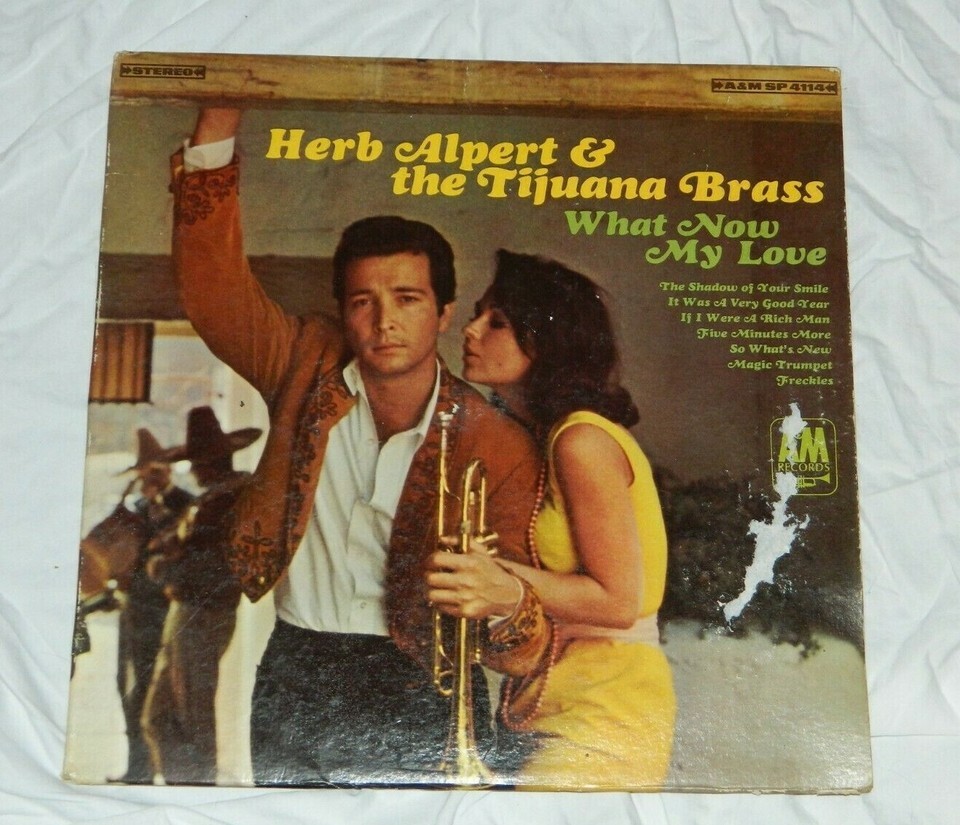 STEREO
A&M SP 4114
Herb Alpert &
the Tijuana Brass
What Now
My Love
The Shadow of Your Smile
It Was A Very Good Year
If I Were A Rich Man
Five Minutes More
So What's New
Magic Trumpet
Freckles
AM
RECORDS